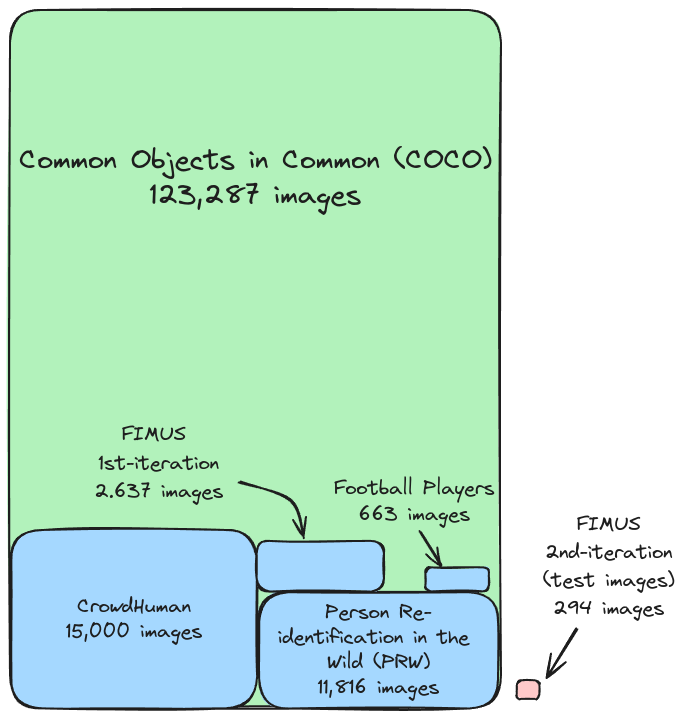 Common Objects in Common (COCO)
123,287 images
FIMUS
1st-iteration
2.637 images
Football Players
663 images
FIMUS
2nd-iteration
(test images)
294 images
CrowdHuman
15,000 images
Person Re-
identification in the
Wild (PRW)
11,816 images